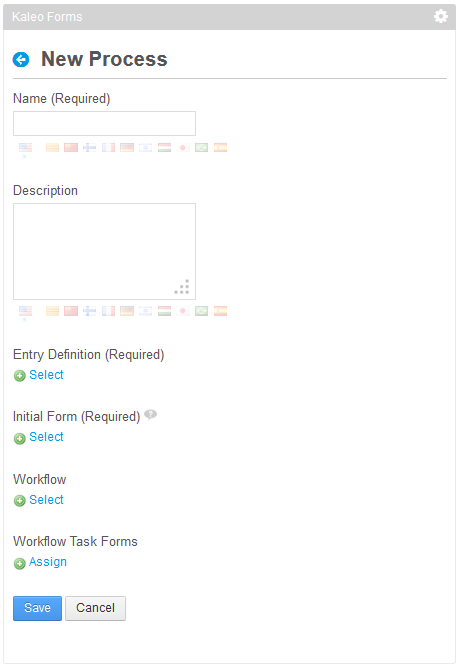 Kaleo Forms
New Process
Name (Required)
Description
Entry Definition (Required)
Select
Initial Form (Required)
Select
Workflow
Select
Workflow Task Forms
Assign
Save Cancel